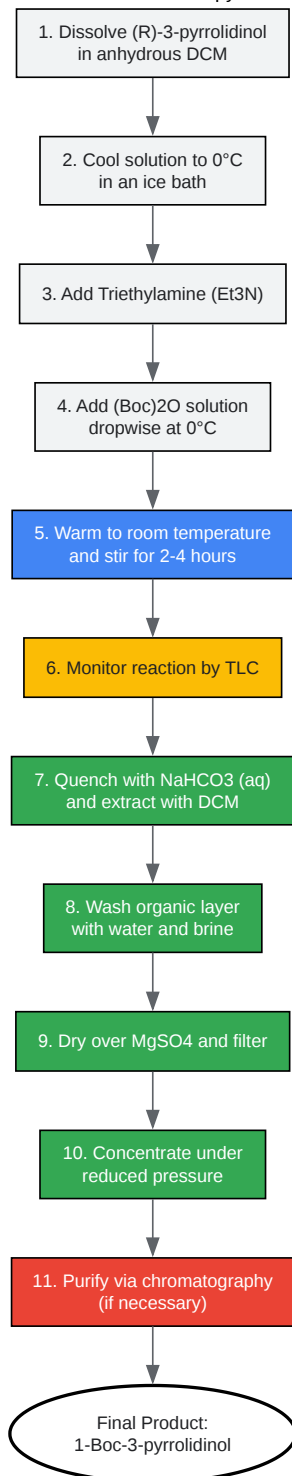 1. Dissolve (R)-3-pyrrolidinol
in anhydrous DCM
2. Cool solution to 0°C
in an ice bath
3. Add Triethylamine (Et3N)
4. Add (Boc)2O solution
dropwise at 0°C
5. Warm to room temperature
and stir for 2-4 hours
6. Monitor reaction by TLC
7. Quench with NaHCO3 (aq)
and extract with DCM
8. Wash organic layer
with water and brine
9. Dry over MgSO4 and filter
10. Concentrate under
reduced pressure
11. Purify via chromatography
(if necessary)
Final Product:
1-Boc-3-pyrrolidinol